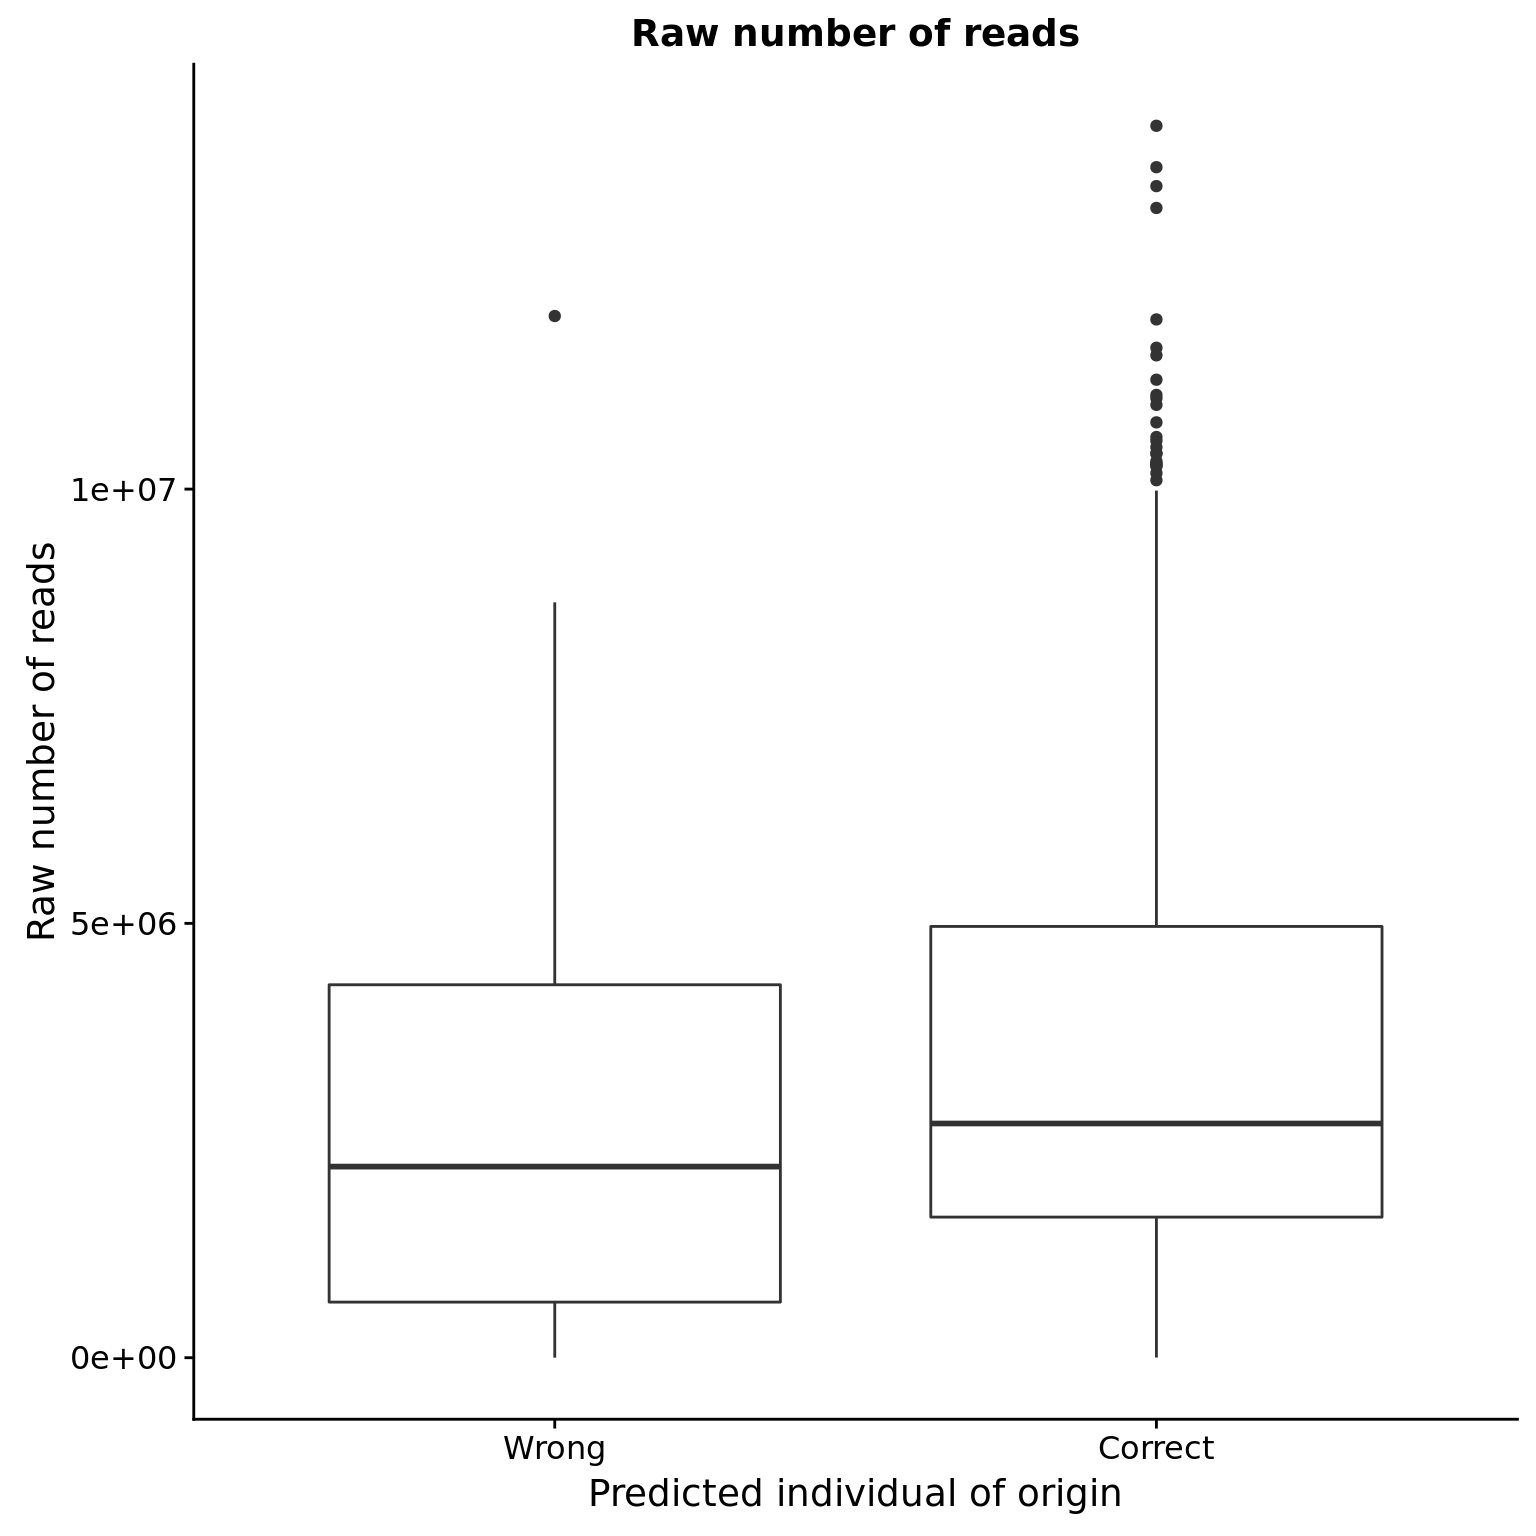 Raw number of reads
Raw number of reads
1e+07
5e+06
0e+00
Wrong
Correct
Predicted individual of origin